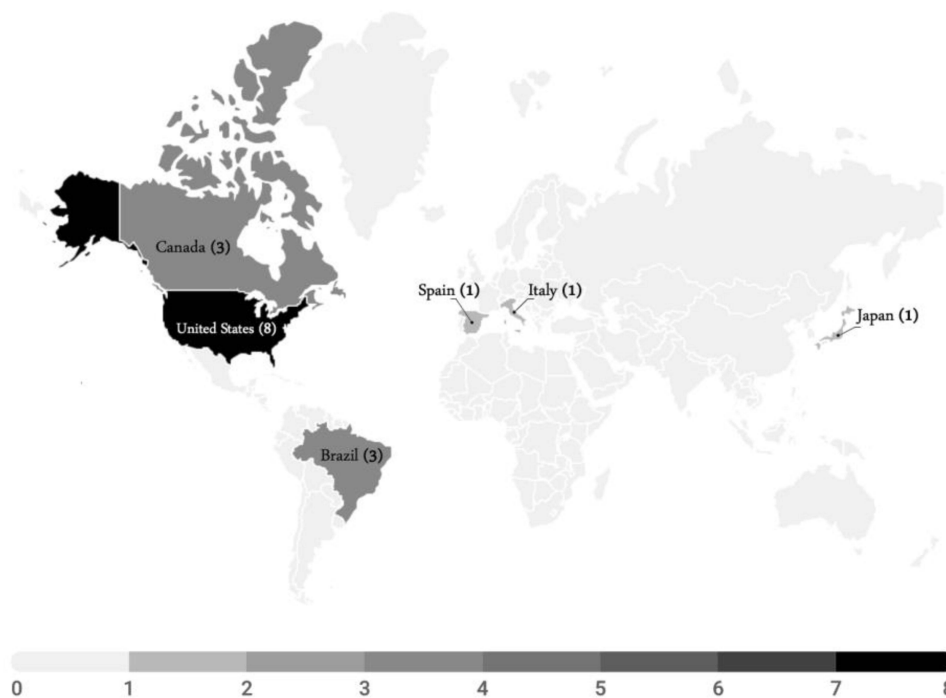 Canada (3)
Spain (1)
Italy (1)
Japan (1)
United States (8)
Brazil (3)
0 1 2 3 4 5 6 7 8